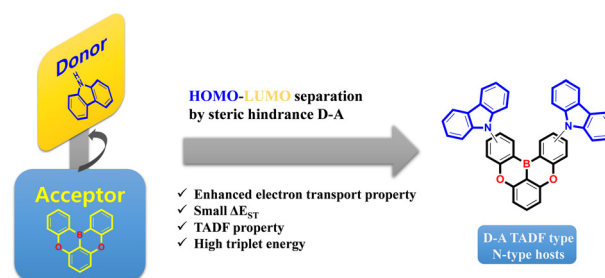 Donor
Acceptor
B
O
O
HOMO-LUMO separation
by steric hindrance D-A
✓ Enhanced electron transport property
✓ Small ΔE_ST
✓ TADF property
✓ High triplet energy
N
N
B
O
O
D-A TADF type
N-type hosts